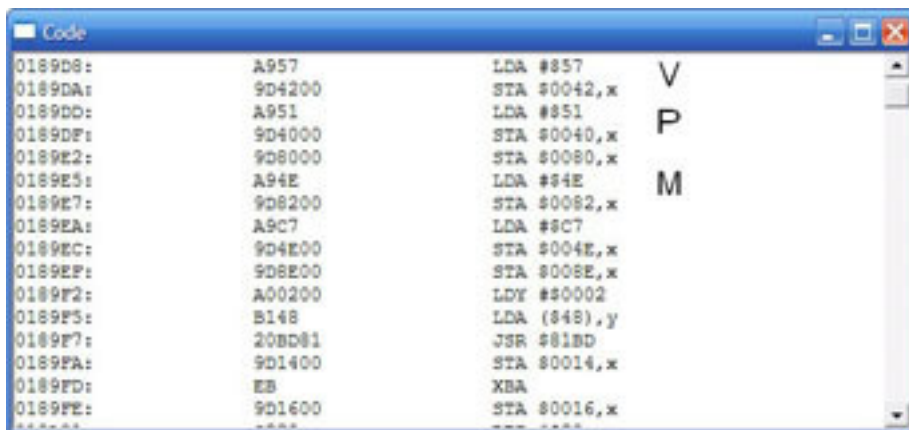 Code
0189D8: A957 LDA #$57 V
0189DA: 9D4200 STA $0042,x
0189DD: A951 LDA #$51 P
0189DF: 9D4000 STA $0040,x
0189E2: 9D8000 STA $0080,x
0189E5: A94E LDA #$4E M
0189E7: 9D8200 STA $0082,x
0189EA: A9C7 LDA #$C7
0189EC: 9D4E00 STA $004E,x
0189EF: 9D8E00 STA $008E,x
0189F2: A00200 LDY #$0002
0189F5: B148 LDA ($48),y
0189F7: 20BD81 JSR $81BD
0189FA: 9D1400 STA $0014,x
0189FD: EB XBA
0189FE: 9D1600 STA $0016,x